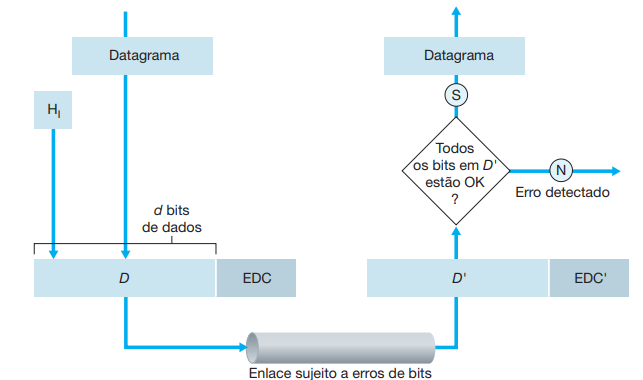 Datagrama
Datagrama
S
H_l
Todos
os bits em D'
estão OK
?
N
Erro detectado
d bits
de dados
D
EDC
D'
EDC'
Enlace sujeito a erros de bits